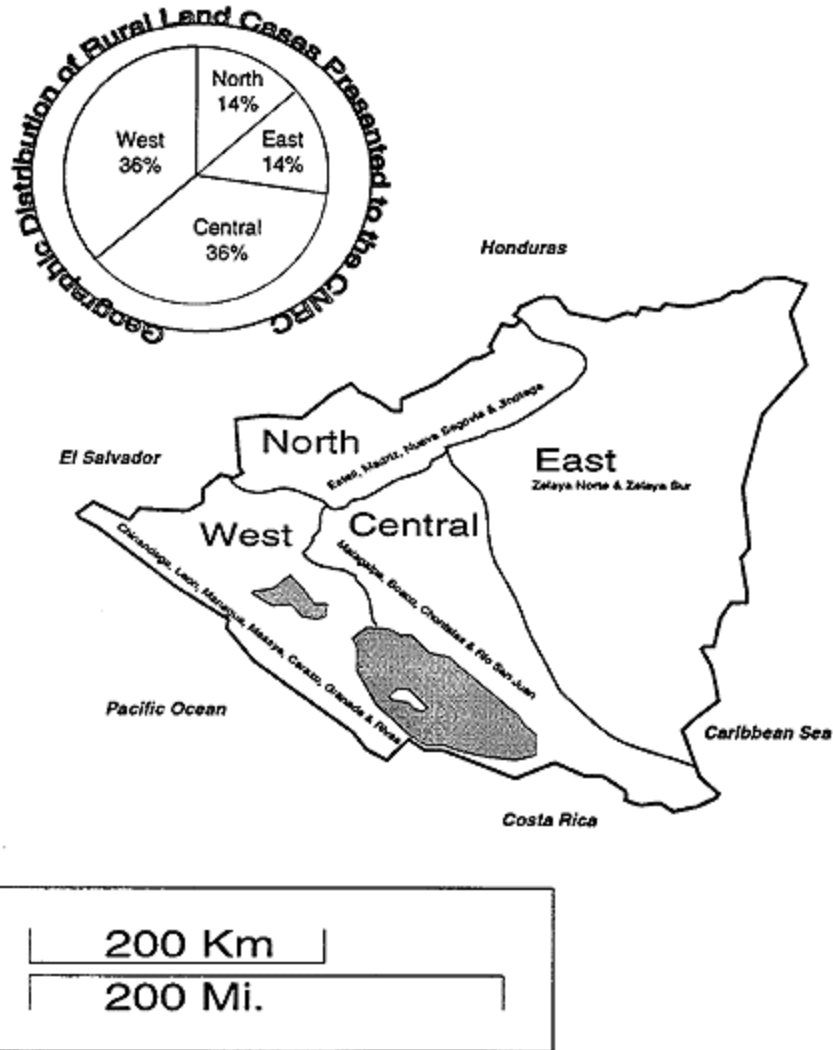 Geographic Distribution of Rural Land Cases Presented to the CNRC
North
14%
West
36%
East
14%
Central
36%
Honduras
North
Esteli, Madriz, Nueva Segovia & Jinotega
El Salvador
East
Zelaya Norte & Zelaya Sur
West
Central
Chinandega, Leon, Managua, Masaya, Carazo, Granada & Rivas
Matagalpa, Boaco, Chontales & Rio San Juan
Pacific Ocean
Caribbean Sea
Costa Rica
200 Km
200 Mi.